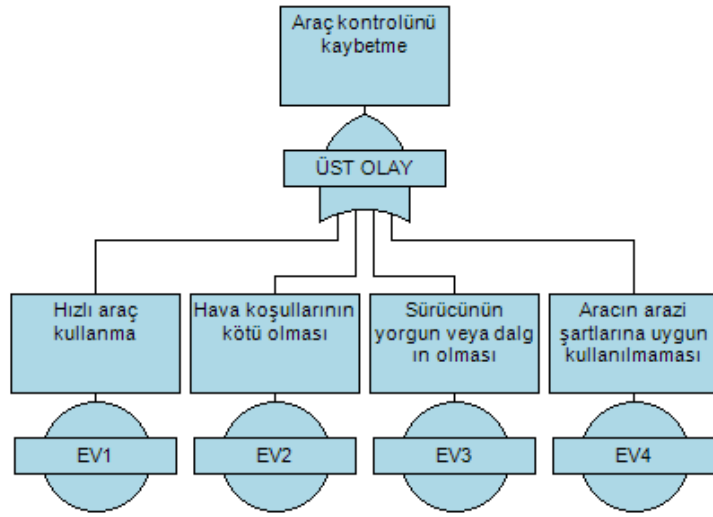 Araç kontrolünü
kaybetme
ÜST OLAY
Hızlı araç
kullanma
Hava koşullarının
kötü olması
Sürücünün
yorgun veya dalg
ın olması
Aracın arazi
şartlarına uygun
kullanılmaması
EV1
EV2
EV3
EV4